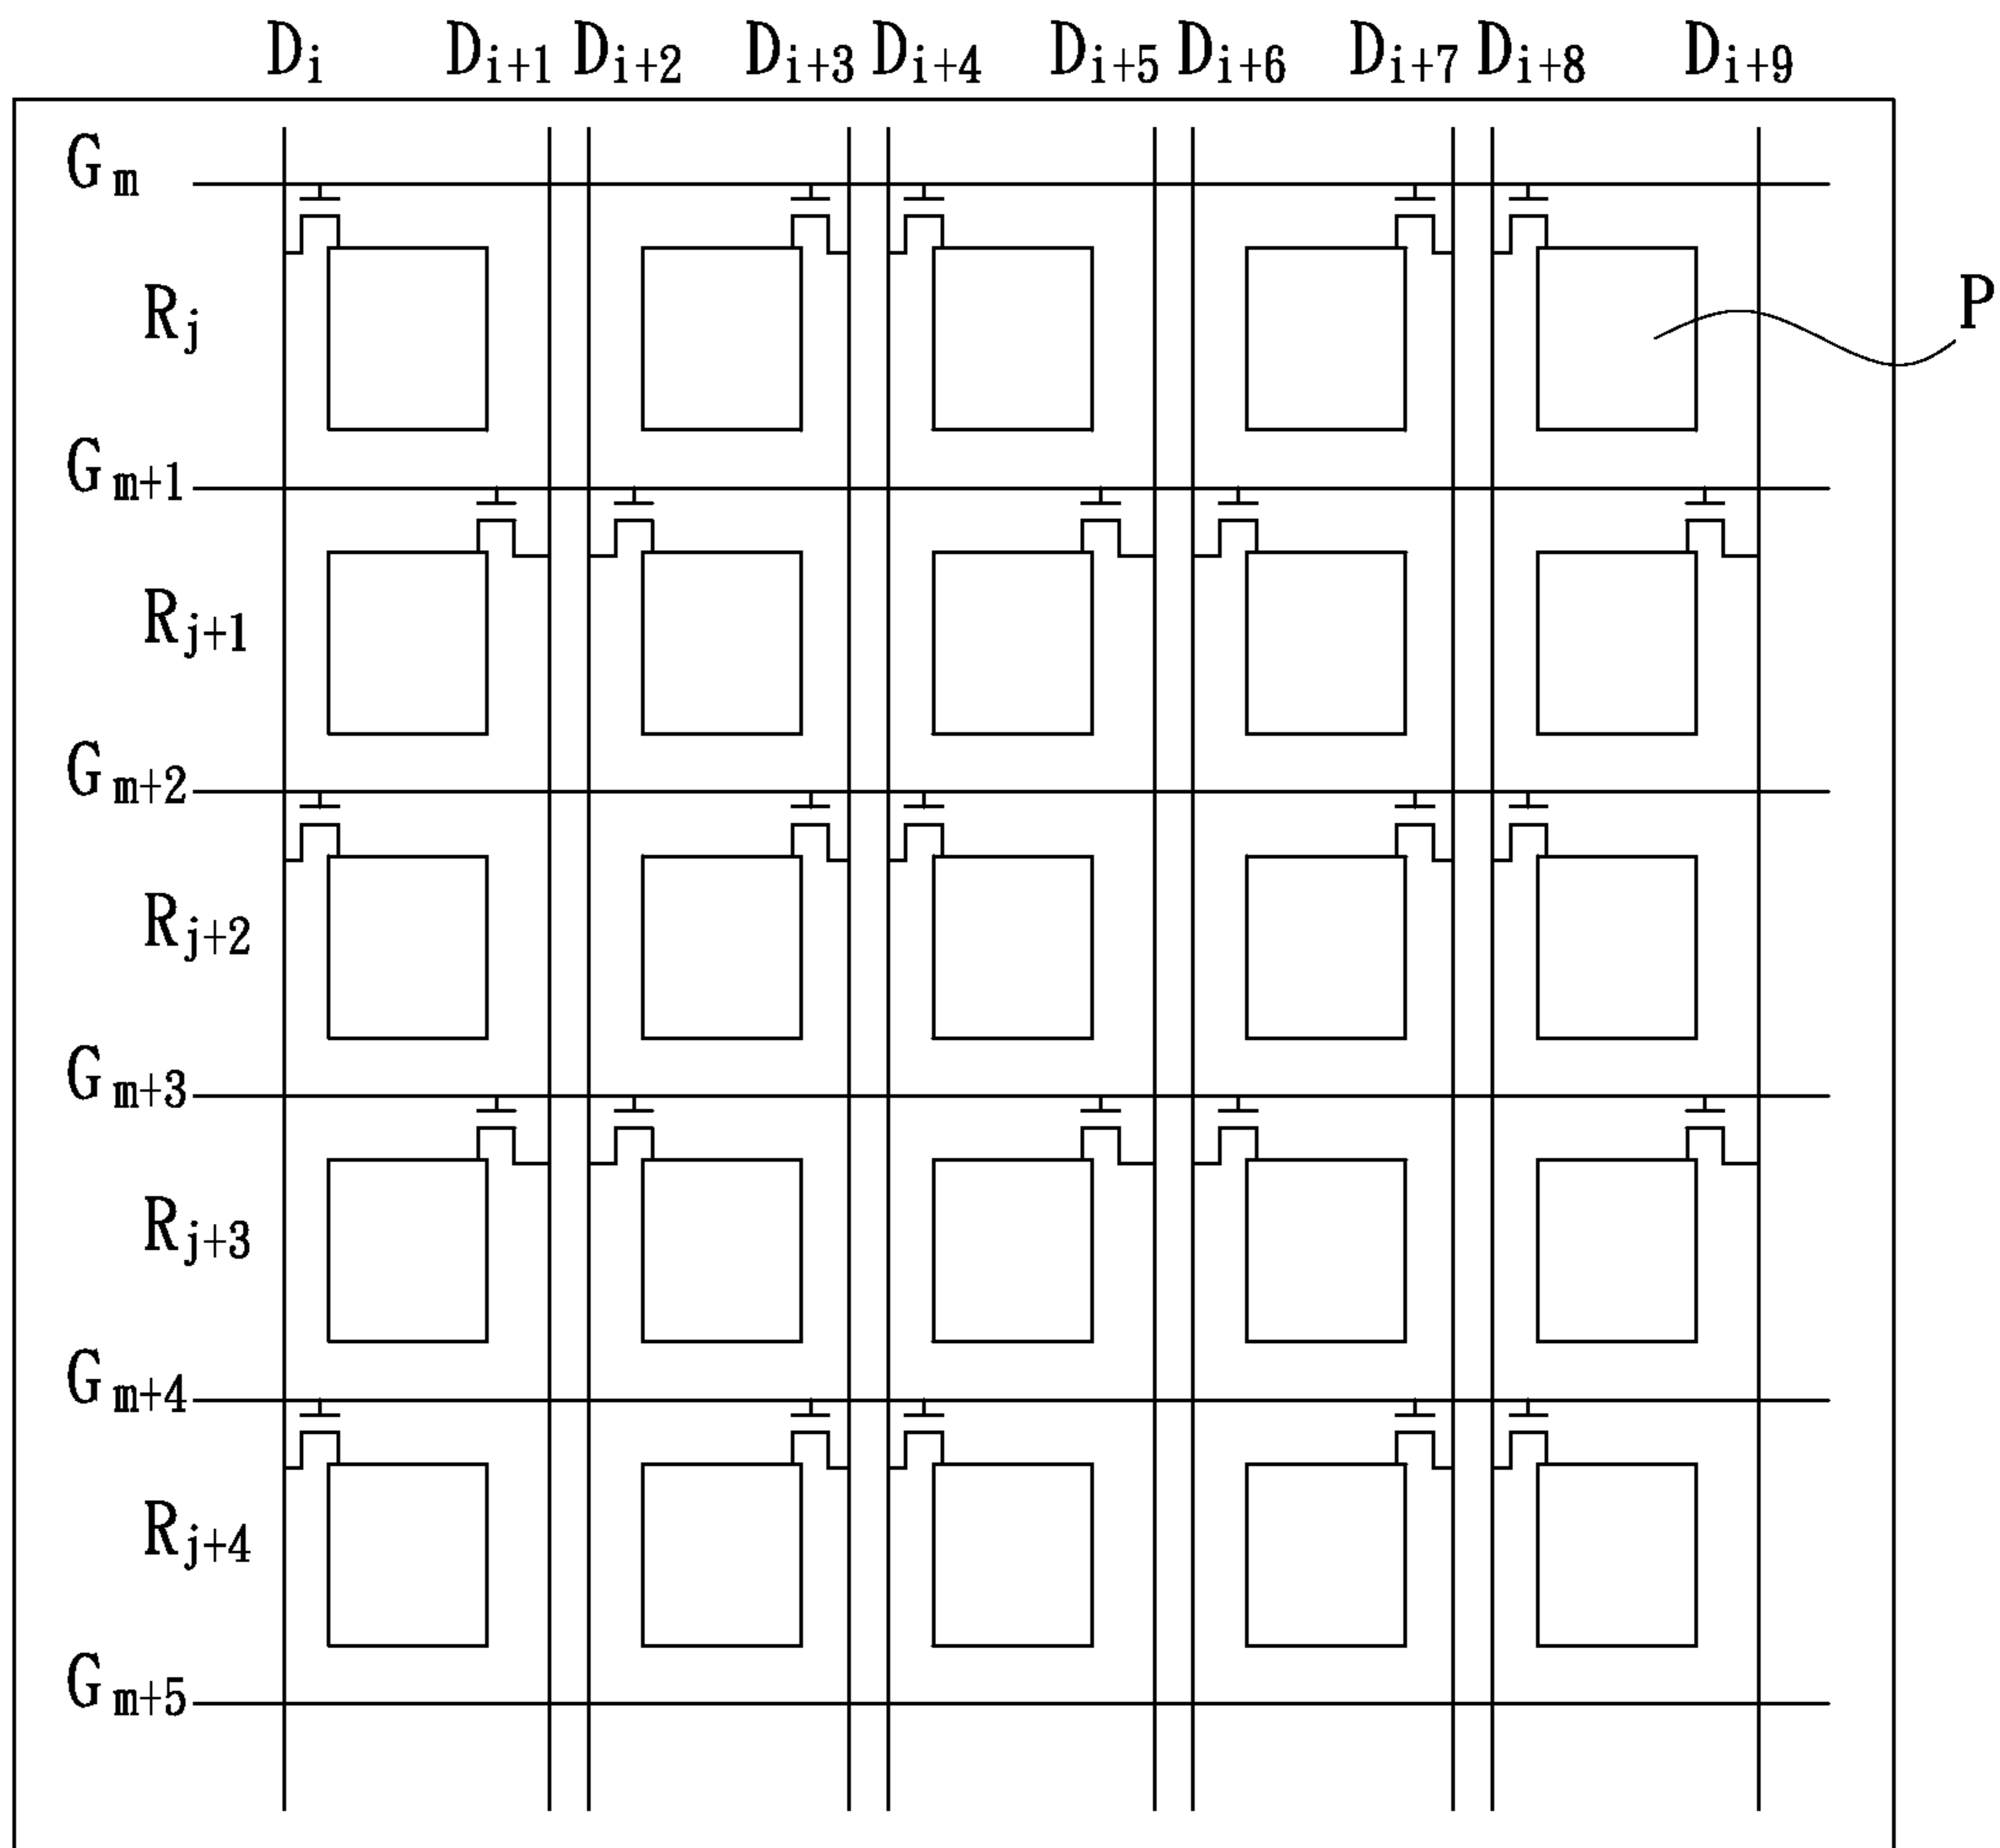 Di Di+1 Di+2 Di+3 Di+4 Di+5 Di+6 Di+7 Di+8 Di+9
Gm
Rj
P
Gm+1
Rj+1
Gm+2
Rj+2
Gm+3
Rj+3
Gm+4
Rj+4
Gm+5